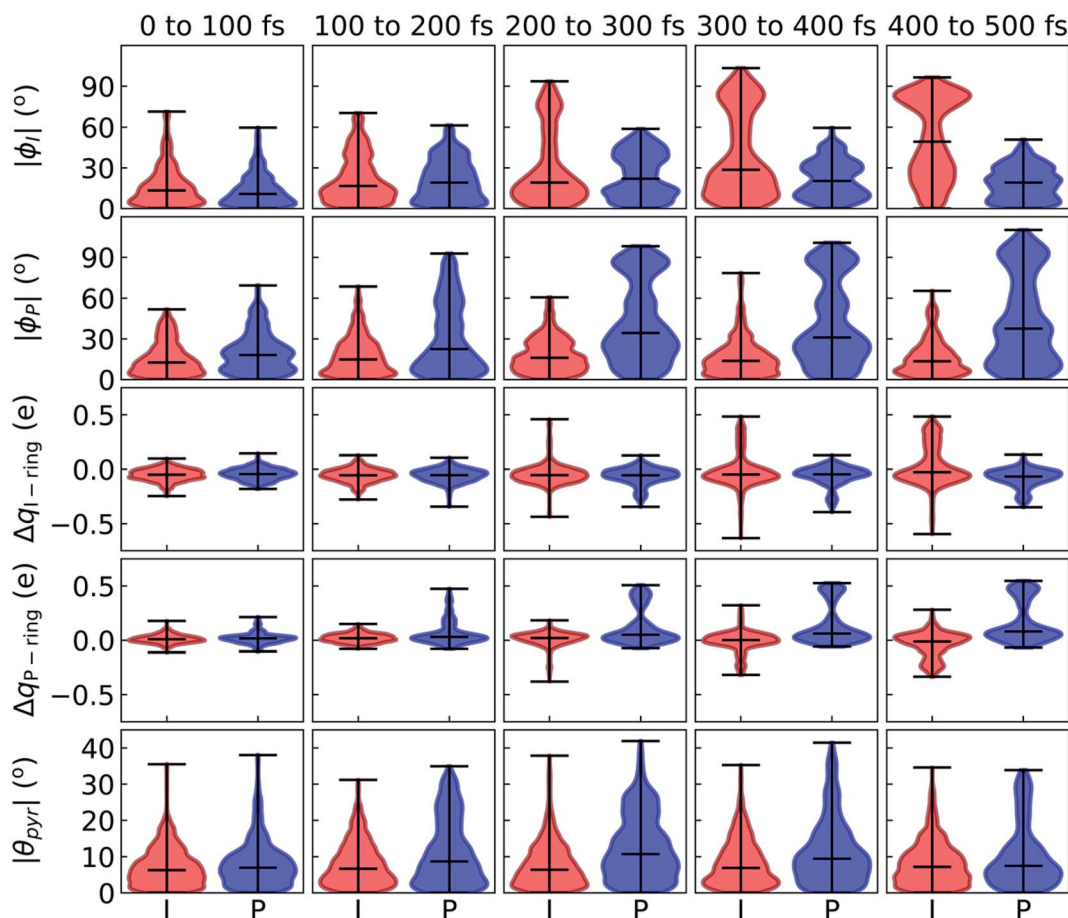 0 to 100 fs 100 to 200 fs 200 to 300 fs 300 to 400 fs 400 to 500 fs
|ϕI| (°)
90
60
30
0
|ϕP| (°)
90
60
30
0
ΔqI−ring (e)
0.5
0.0
−0.5
ΔqP−ring (e)
0.5
0.0
−0.5
|θpyr| (°)
40
30
20
10
0
I P I P I P I P I P